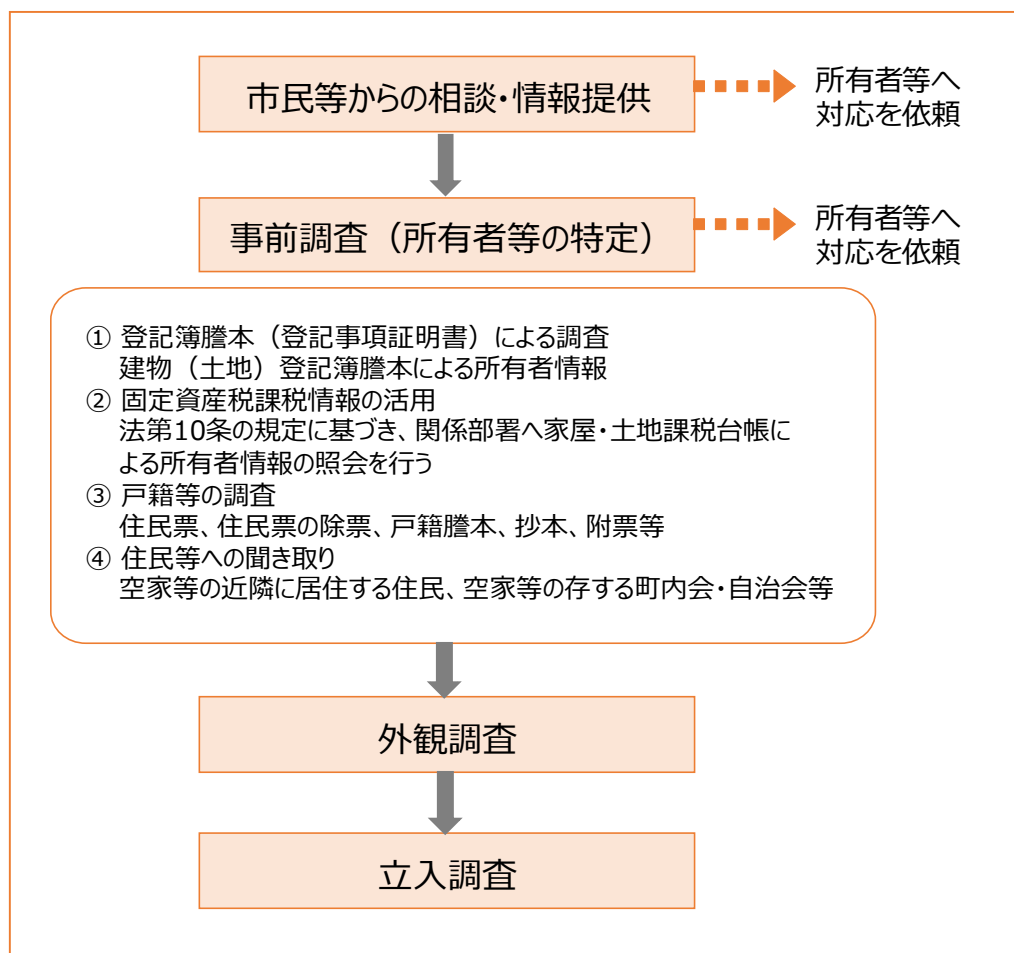 市民等からの相談・情報提供
所有者等へ
対応を依頼
事前調査（所有者等の特定）
所有者等へ
対応を依頼
① 登記簿謄本（登記事項証明書）による調査
建物（土地）登記簿謄本による所有者情報
② 固定資産税課税情報の活用
法第10条の規定に基づき、関係部署へ家屋・土地課税台帳に
よる所有者情報の照会を行う
③ 戸籍等の調査
住民票、住民票の除票、戸籍謄本、抄本、附票等
④ 住民等への聞き取り
空家等の近隣に居住する住民、空家等の存する町内会・自治会等
外観調査
立入調査